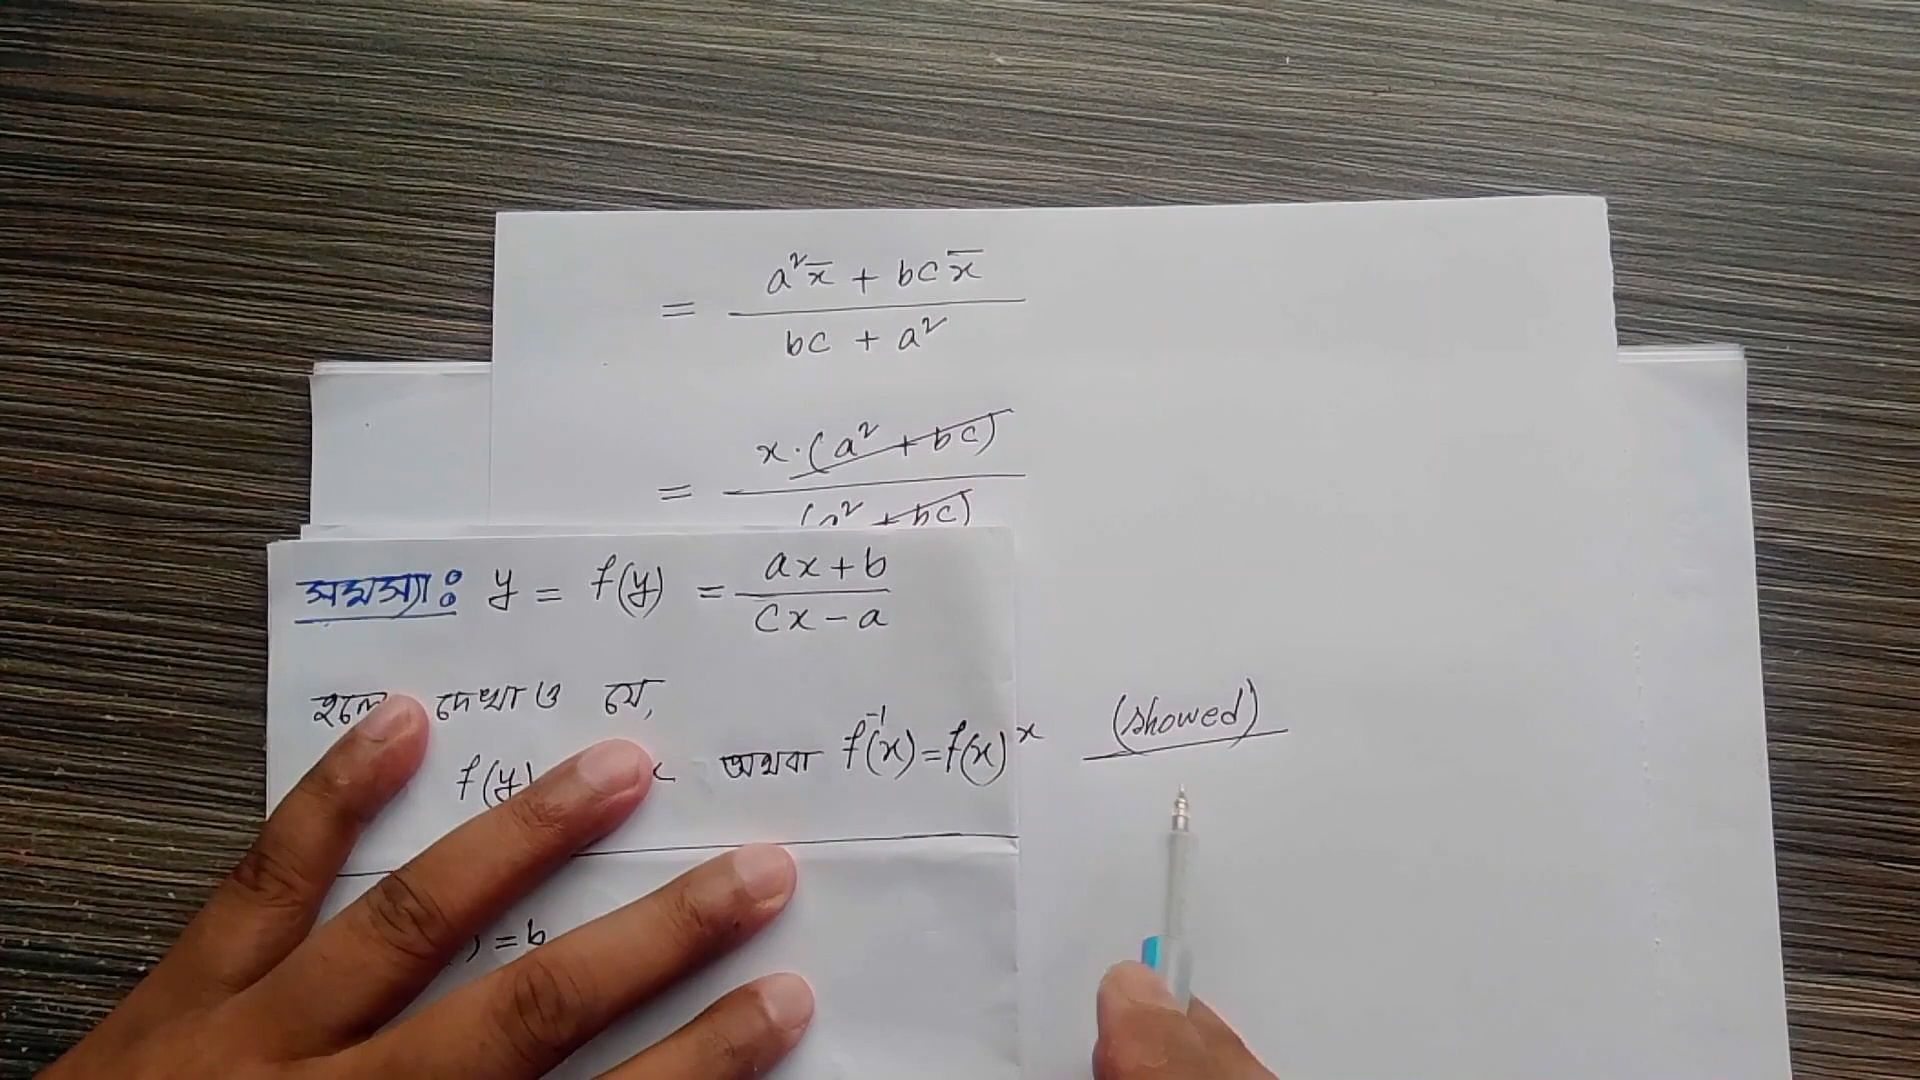 = a²x̄ + bcx̄ / bc + a²
= x·(a² + bc) / (a² + bc)
সমস্যাঃ y = f(y) = ax+b / cx-a
হলে দেখাও যে,
f(y) অথবা f⁻¹(x)=f(x) x (showed)
) = b